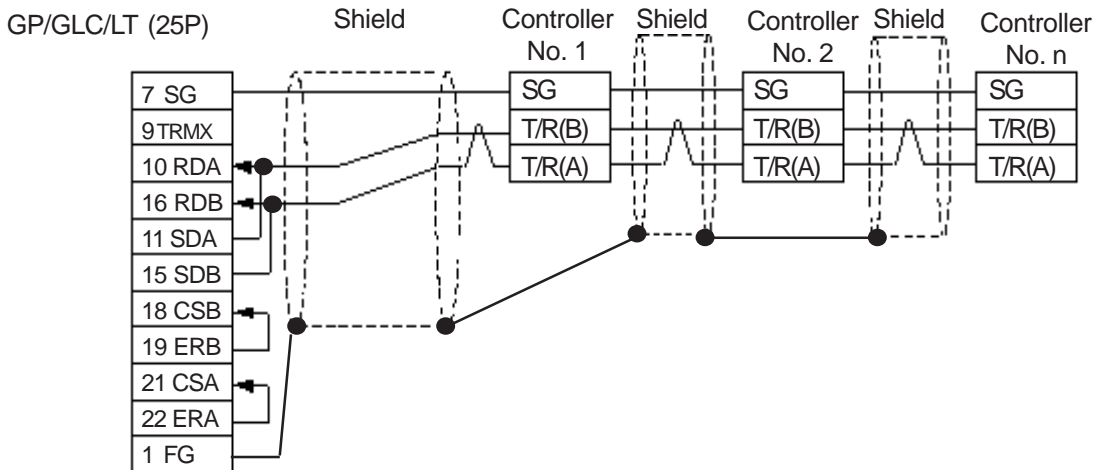 GP/GLC/LT (25P)
Shield
Controller
No. 1
Shield
Controller
No. 2
Shield
Controller
No. n
7 SG
9 TRMX
10 RDA
16 RDB
11 SDA
15 SDB
18 CSB
19 ERB
21 CSA
22 ERA
1 FG
SG
T/R(B)
T/R(A)
SG
T/R(B)
T/R(A)
SG
T/R(B)
T/R(A)